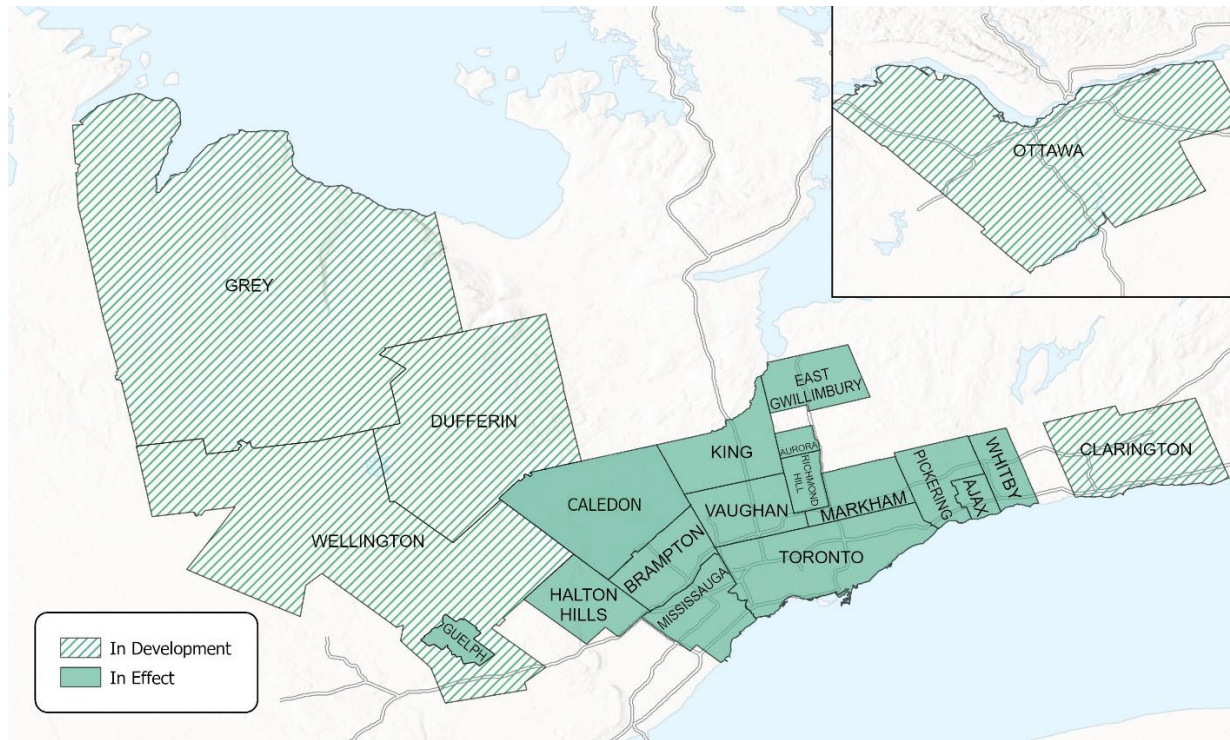 OTTAWA
GREY
DUFFERIN
EAST
GWILLIMBURY
KING
AURORA
RICHMOND
HILL
CLARINGTON
WHITBY
PICKERING
AJAX
CALEDON
VAUGHAN
MARKHAM
WELLINGTON
BRAMPTON
TORONTO
HALTON
HILLS
MISSISSAUGA
GUELPH
In Development
In Effect